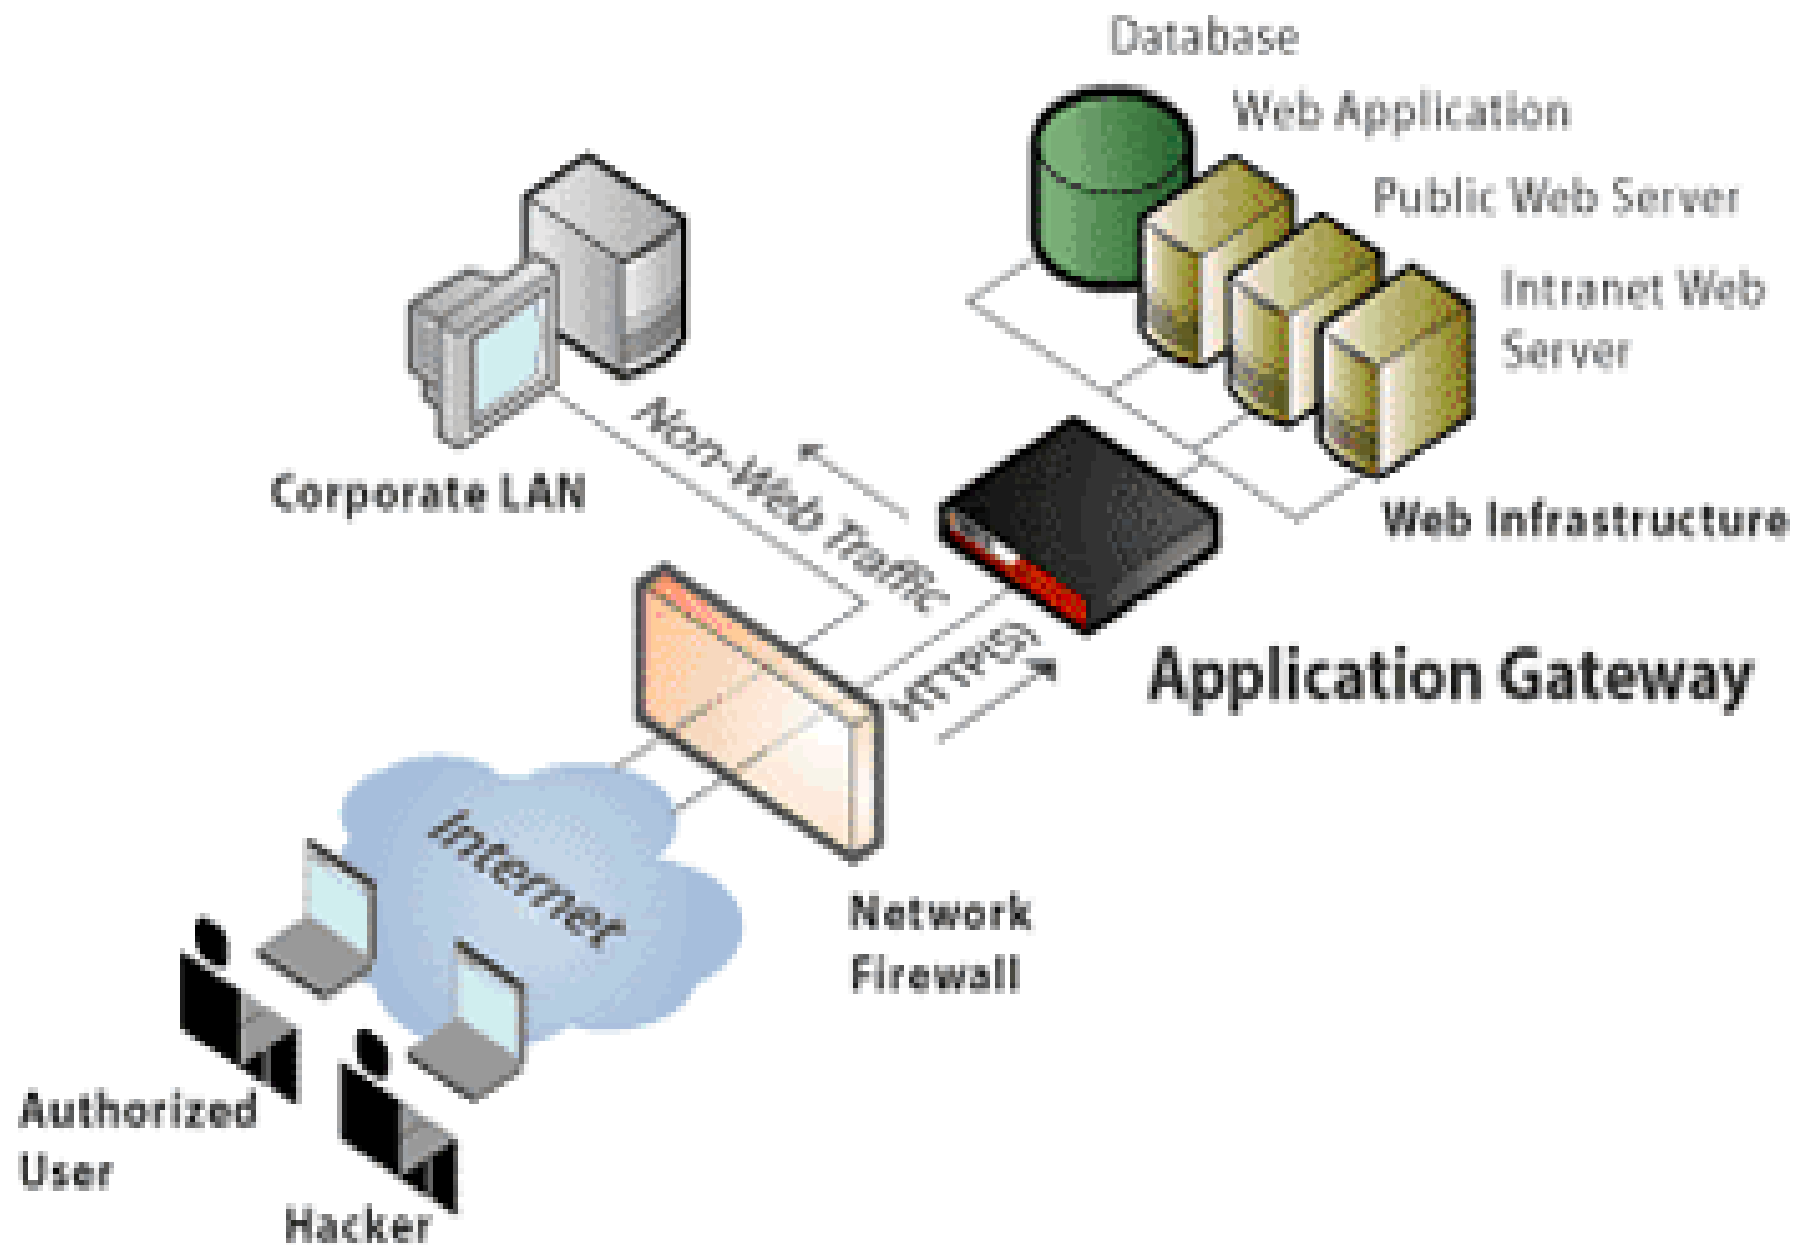 Database
Web Application
Public Web Server
Intranet Web
Server
Corporate LAN
Non-Web Traffic
Web Infrastructure
HTTP(S)
Application Gateway
Internet
Network
Firewall
Authorized
User
Hacker